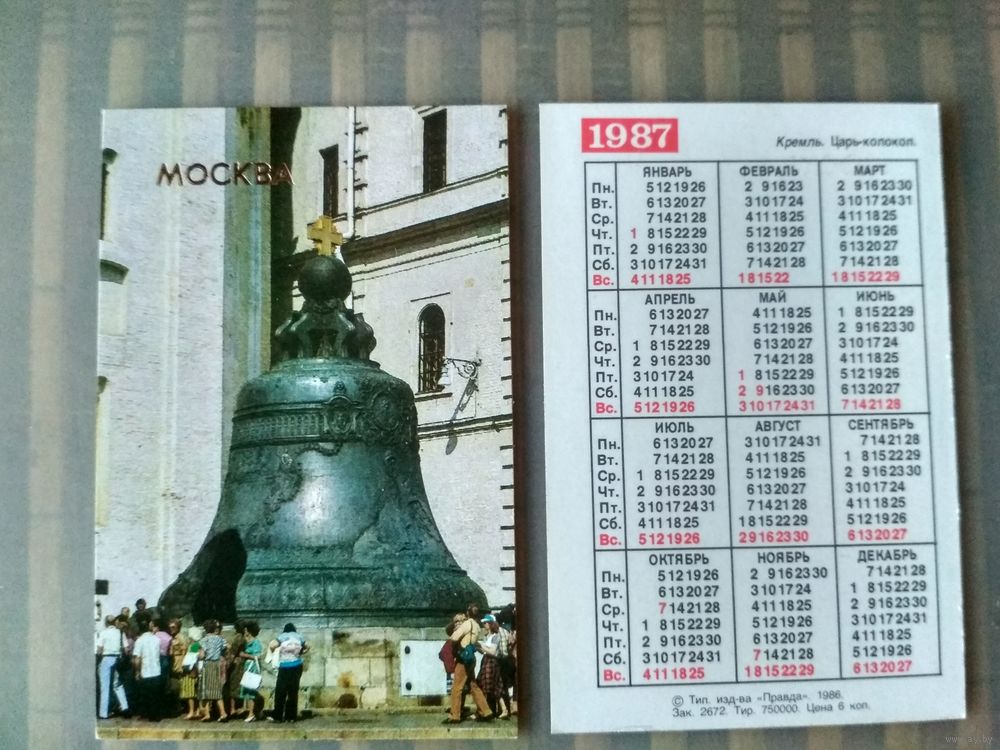 МОСКВА
1987
Кремль. Царь-колокол.
ЯНВАРЬ ФЕВРАЛЬ МАРТ
Пн. 5 12 19 26 2 9 16 23 2 9 16 23 30
Вт. 6 13 20 27 3 10 17 24 3 10 17 24 31
Ср. 7 14 21 28 4 11 18 25 4 11 18 25
Чт. 1 8 15 22 29 5 12 19 26 5 12 19 26
Пт. 2 9 16 23 30 6 13 20 27 6 13 20 27
Сб. 3 10 17 24 31 7 14 21 28 7 14 21 28
Вс. 4 11 18 25 1 8 15 22 1 8 15 22 29
АПРЕЛЬ МАЙ ИЮНЬ
Пн. 6 13 20 27 4 11 18 25 1 8 15 22 29
Вт. 7 14 21 28 5 12 19 26 2 9 16 23 30
Ср. 1 8 15 22 29 6 13 20 27 3 10 17 24
Чт. 2 9 16 23 30 7 14 21 28 4 11 18 25
Пт. 3 10 17 24 1 8 15 22 29 5 12 19 26
Сб. 4 11 18 25 2 9 16 23 30 6 13 20 27
Вс. 5 12 19 26 3 10 17 24 31 7 14 21 28
ИЮЛЬ АВГУСТ СЕНТЯБРЬ
Пн. 6 13 20 27 3 10 17 24 31 7 14 21 28
Вт. 7 14 21 28 4 11 18 25 1 8 15 22 29
Ср. 1 8 15 22 29 5 12 19 26 2 9 16 23 30
Чт. 2 9 16 23 30 6 13 20 27 3 10 17 24
Пт. 3 10 17 24 31 7 14 21 28 4 11 18 25
Сб. 4 11 18 25 1 8 15 22 29 5 12 19 26
Вс. 5 12 19 26 2 9 16 23 30 6 13 20 27
ОКТЯБРЬ НОЯБРЬ ДЕКАБРЬ
Пн. 5 12 19 26 2 9 16 23 30 7 14 21 28
Вт. 6 13 20 27 3 10 17 24 1 8 15 22 29
Ср. 7 14 21 28 4 11 18 25 2 9 16 23 30
Чт. 1 8 15 22 29 5 12 19 26 3 10 17 24 31
Пт. 2 9 16 23 30 6 13 20 27 4 11 18 25
Сб. 3 10 17 24 31 7 14 21 28 5 12 19 26
Вс. 4 11 18 25 1 8 15 22 29 6 13 20 27
© Тип. изд-ва «Правда». 1986.
Зак. 2672. Тир. 750000. Цена 6 коп.
www.ay.by